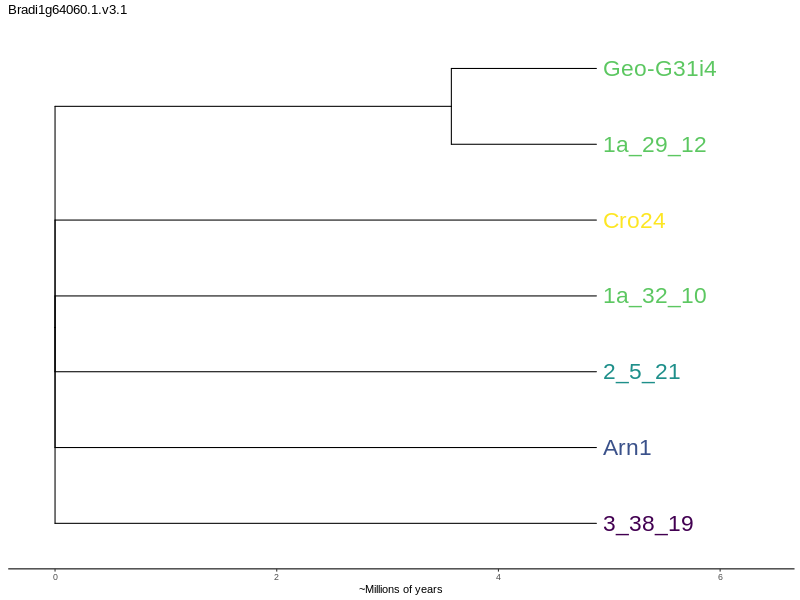 Bradi1g64060.1.v3.1
Geo-G31i4
1a_29_12
Cro24
1a_32_10
2_5_21
Arn1
3_38_19
0 2 4 6
~Millions of years